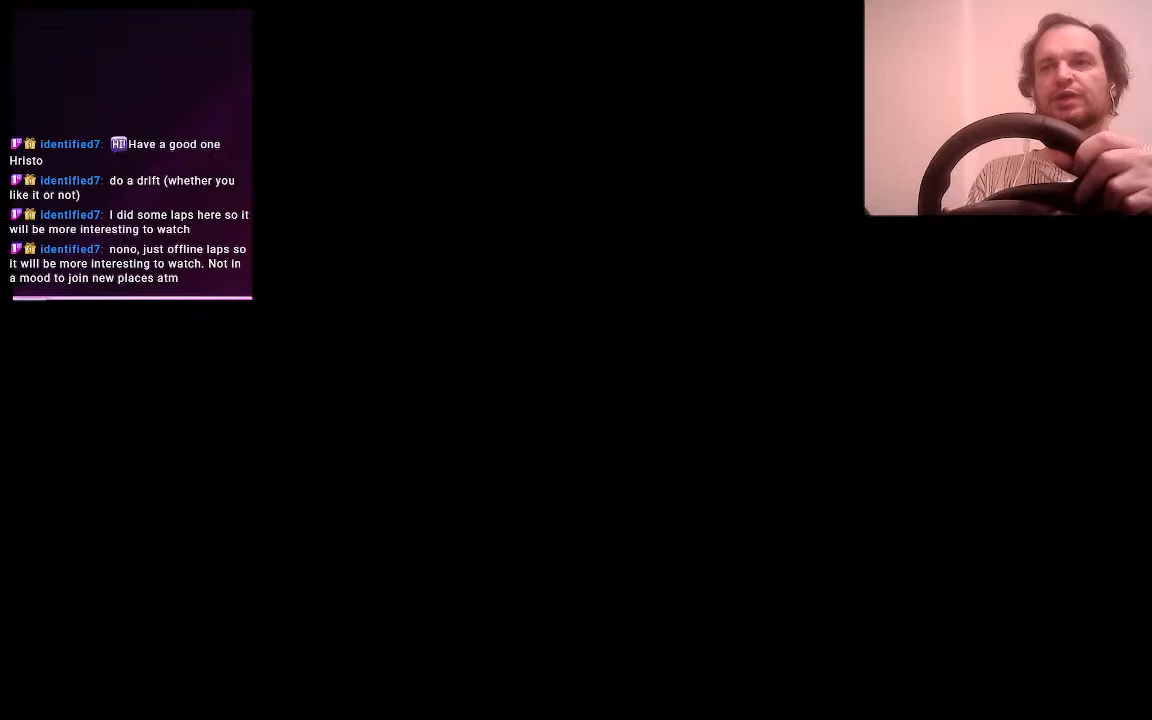 identified7: HI! Have a good one
Hristo
identified7: do a drift (whether you
like it or not)
identified7: I did some laps here so it
will be more interesting to watch
identified7: nono, just offline laps so
it will be more interesting to watch. Not in
a mood to join new places atm